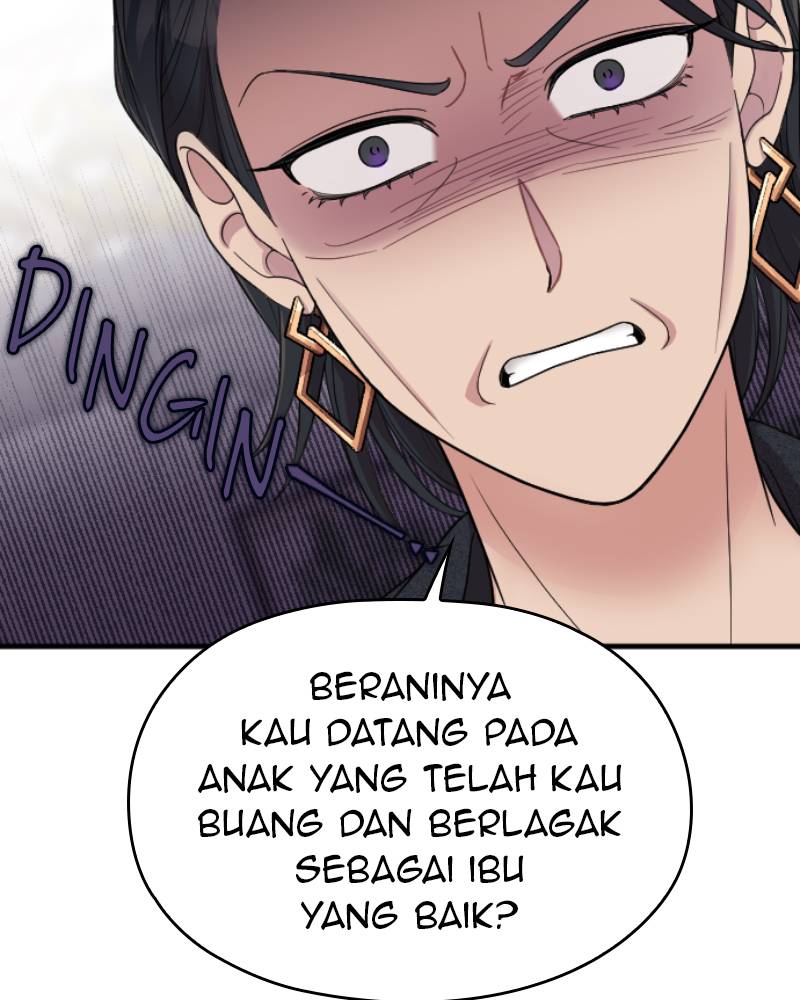 DINGIN
BERANINYA
KAU DATANG PADA
ANAK YANG TELAH KAU
BUANG DAN BERLAGAK
SEBAGAI IBU
YANG BAIK?